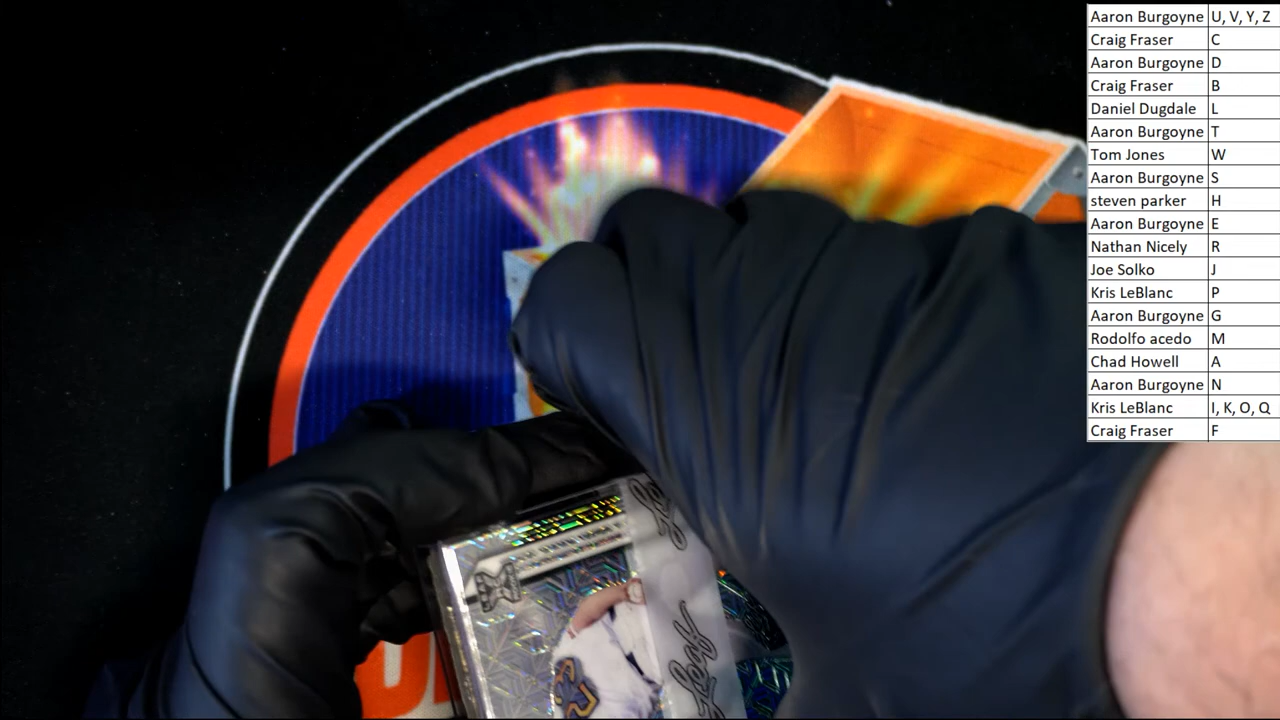 Aaron Burgoyne U, V, Y, Z
Craig Fraser C
Aaron Burgoyne D
Craig Fraser B
Daniel Dugdale L
Aaron Burgoyne T
Tom Jones W
Aaron Burgoyne S
steven parker H
Aaron Burgoyne E
Nathan Nicely R
Joe Solko J
Kris LeBlanc P
Aaron Burgoyne G
Rodolfo acedo M
Chad Howell A
Aaron Burgoyne N
Kris LeBlanc I, K, O, Q
Craig Fraser F
Leaf